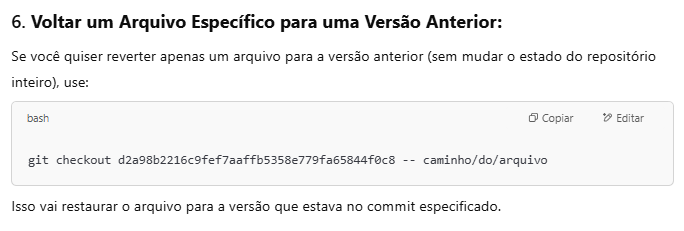 6. Voltar um Arquivo Específico para uma Versão Anterior:
Se você quiser reverter apenas um arquivo para a versão anterior (sem mudar o estado do repositório
inteiro), use:
bash Copiar Editar
git checkout d2a98b2216c9fef7aaffb5358e779fa65844f0c8 -- caminho/do/arquivo
Isso vai restaurar o arquivo para a versão que estava no commit especificado.